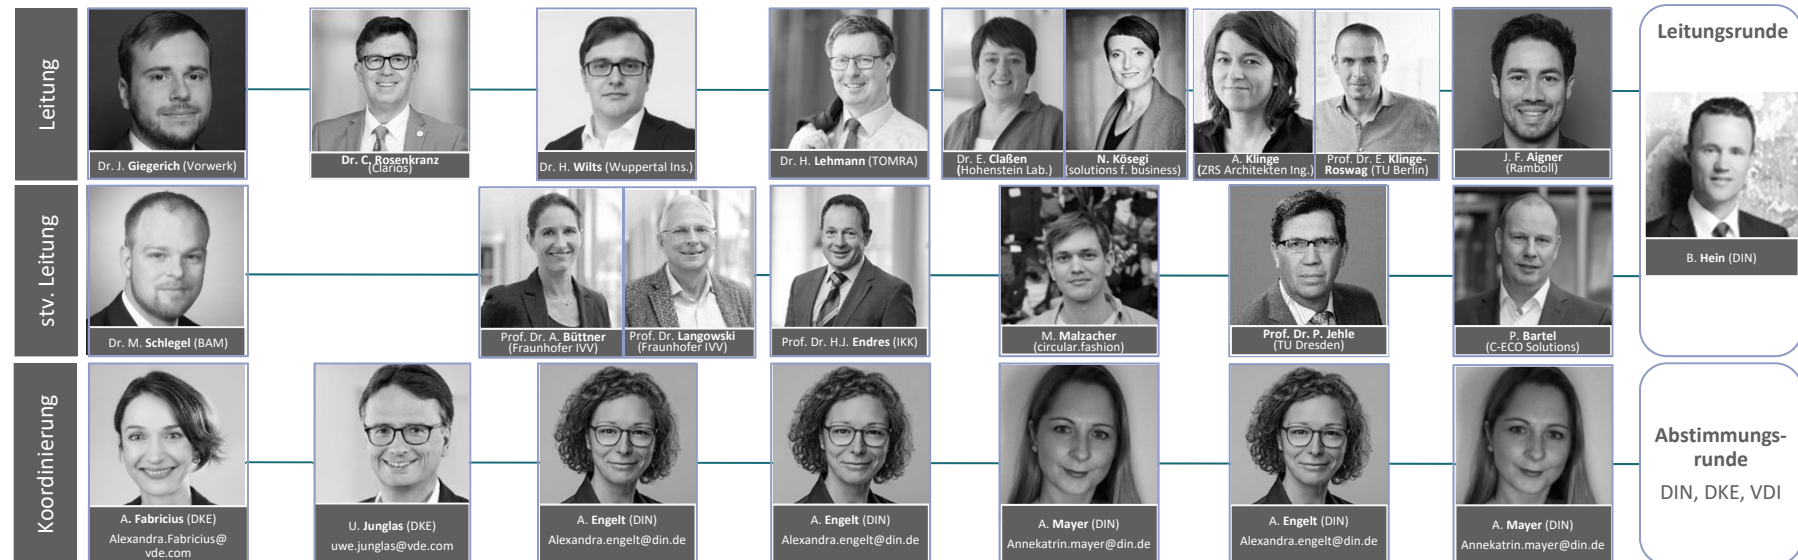 Leitung
Dr. J. Giegerich (Vorwerk)
Dr. C. Rosenkranz
(Clarios)
Dr. H. Wilts (Wuppertal Ins.)
Dr. H. Lehmann (TOMRA)
Dr. E. Claßen
(Hohenstein Lab.)
N. Kösegi
(solutions f. business)
A. Klinge
(ZRS Architekten Ing.)
Prof. Dr. E. Klinge-
Roswag (TU Berlin)
J. F. Aigner
(Ramboll)
Leitungsrunde
B. Hein (DIN)
stv. Leitung
Dr. M. Schlegel (BAM)
Prof. Dr. A. Büttner
(Fraunhofer IVV)
Prof. Dr. Langowski
(Fraunhofer IVV)
Prof. Dr. H.J. Endres (IKK)
M. Malzacher
(circular.fashion)
Prof. Dr. P. Jehle
(TU Dresden)
P. Bartel
(C-ECO Solutions)
Koordinierung
A. Fabricius (DKE)
Alexandra.Fabricius@
vde.com
U. Junglas (DKE)
uwe.junglas@vde.com
A. Engelt (DIN)
Alexandra.engelt@din.de
A. Engelt (DIN)
Alexandra.engelt@din.de
A. Mayer (DIN)
Annekatrin.mayer@din.de
A. Engelt (DIN)
Alexandra.engelt@din.de
A. Mayer (DIN)
Annekatrin.mayer@din.de
Abstimmungs-
runde
DIN, DKE, VDI